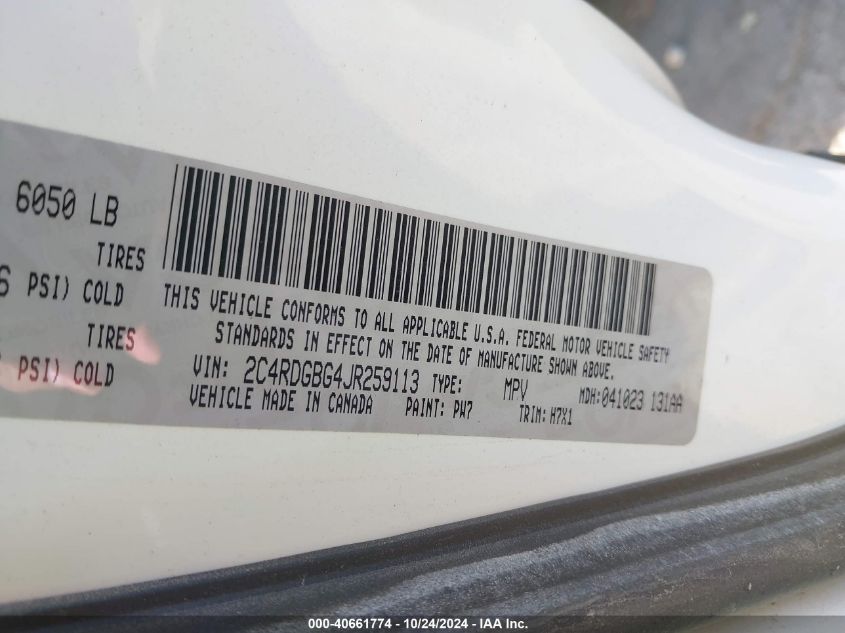 6050 LB
TIRES
PSI) COLD
TIRES
PSI) COLD
THIS VEHICLE CONFORMS TO ALL APPLICABLE U.S.A. FEDERAL MOTOR VEHICLE SAFETY
STANDARDS IN EFFECT ON THE DATE OF MANUFACTURE SHOWN ABOVE.
VIN: 2C4RDGBG4JR259113 TYPE: MPV MDH:041023 131AA
VEHICLE MADE IN CANADA PAINT: PW7 TRIM: H7X1
000-40661774 - 10/24/2024 - IAA Inc.